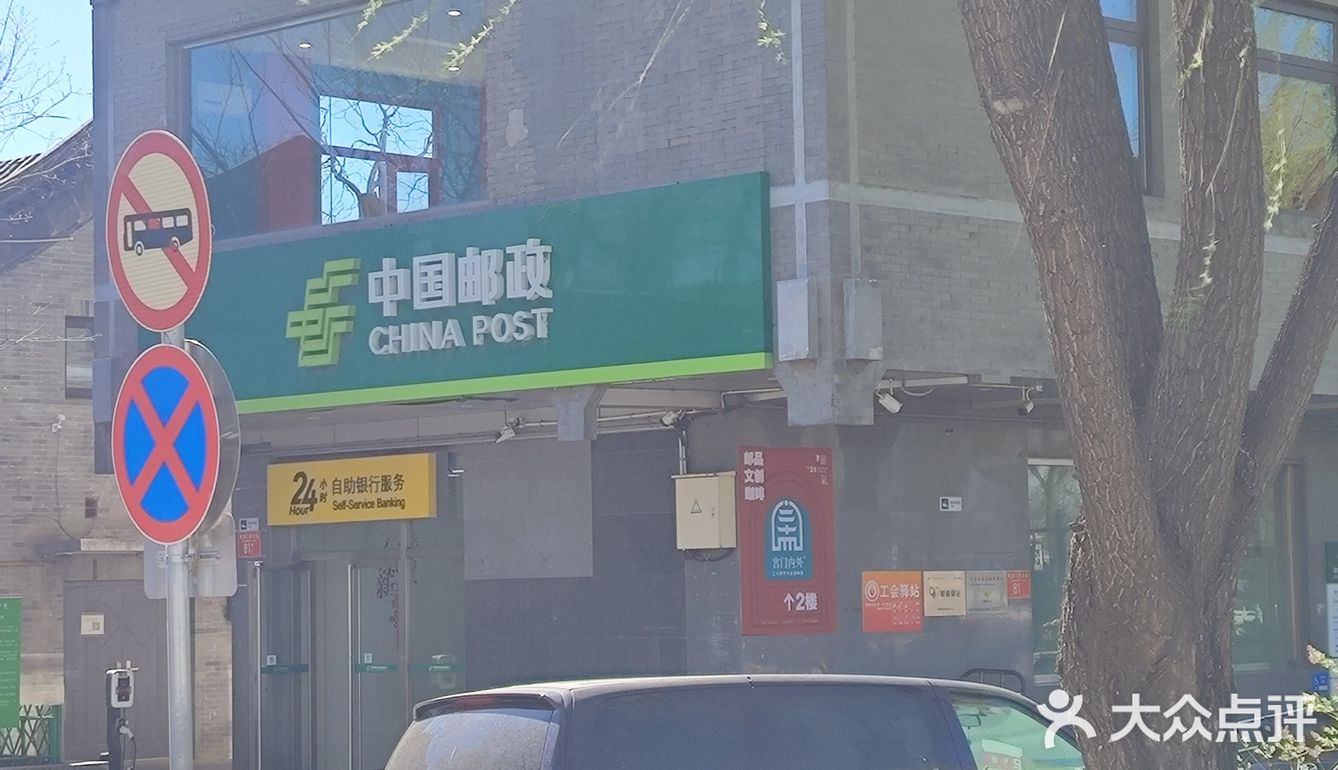 中国邮政
CHINA POST
24小时
Hour
自助银行服务
Self-Service Banking
邮品
文创
咖啡
宫门内外
↑2楼
工会驿站
81
81
大众点评